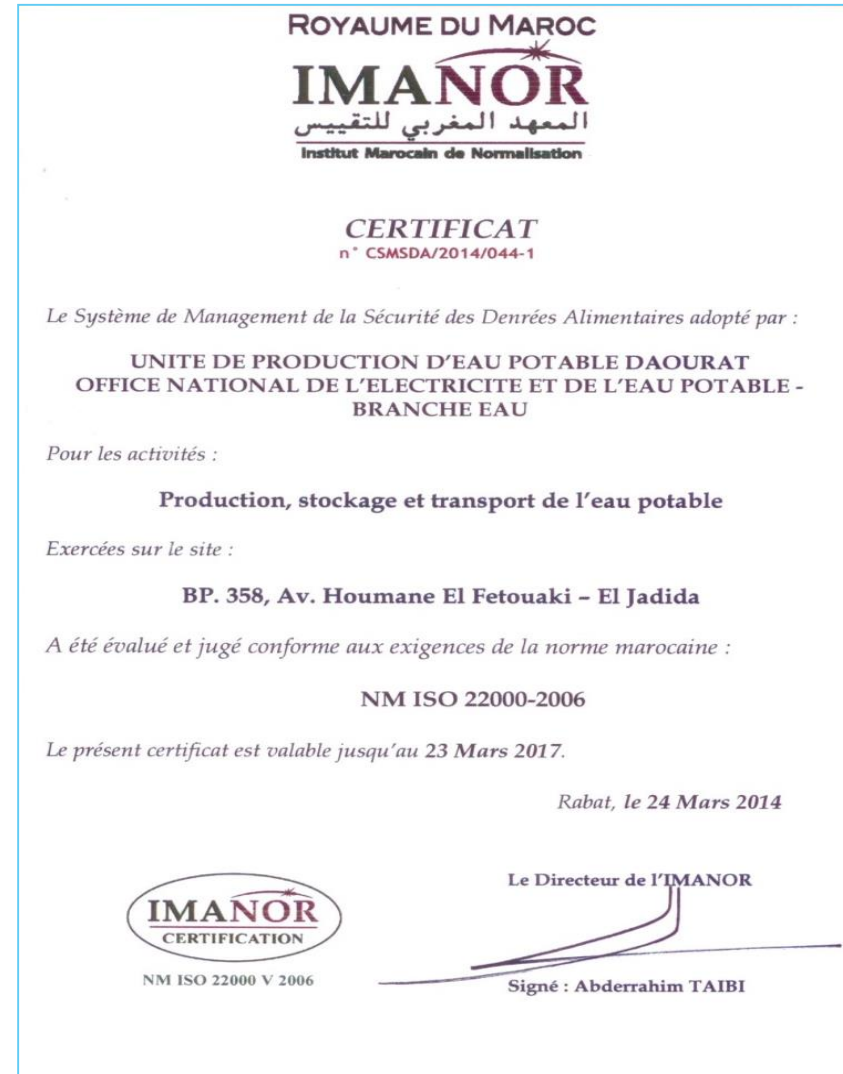 ROYAUME DU MAROC
IMANOR
المعهد المغربي للتقييس
Institut Marocain de Normalisation
CERTIFICAT
n° CSMSDA/2014/044-1
Le Système de Management de la Sécurité des Denrées Alimentaires adopté par :
UNITE DE PRODUCTION D'EAU POTABLE DAOURAT
OFFICE NATIONAL DE L'ELECTRICITE ET DE L'EAU POTABLE -
BRANCHE EAU
Pour les activités :
Production, stockage et transport de l'eau potable
Exercées sur le site :
BP. 358, Av. Houmane El Fetouaki – El Jadida
A été évalué et jugé conforme aux exigences de la norme marocaine :
NM ISO 22000-2006
Le présent certificat est valable jusqu'au 23 Mars 2017.
Rabat, le 24 Mars 2014
Le Directeur de l'IMANOR
IMANOR
CERTIFICATION
NM ISO 22000 V 2006
Signé : Abderrahim TAIBI